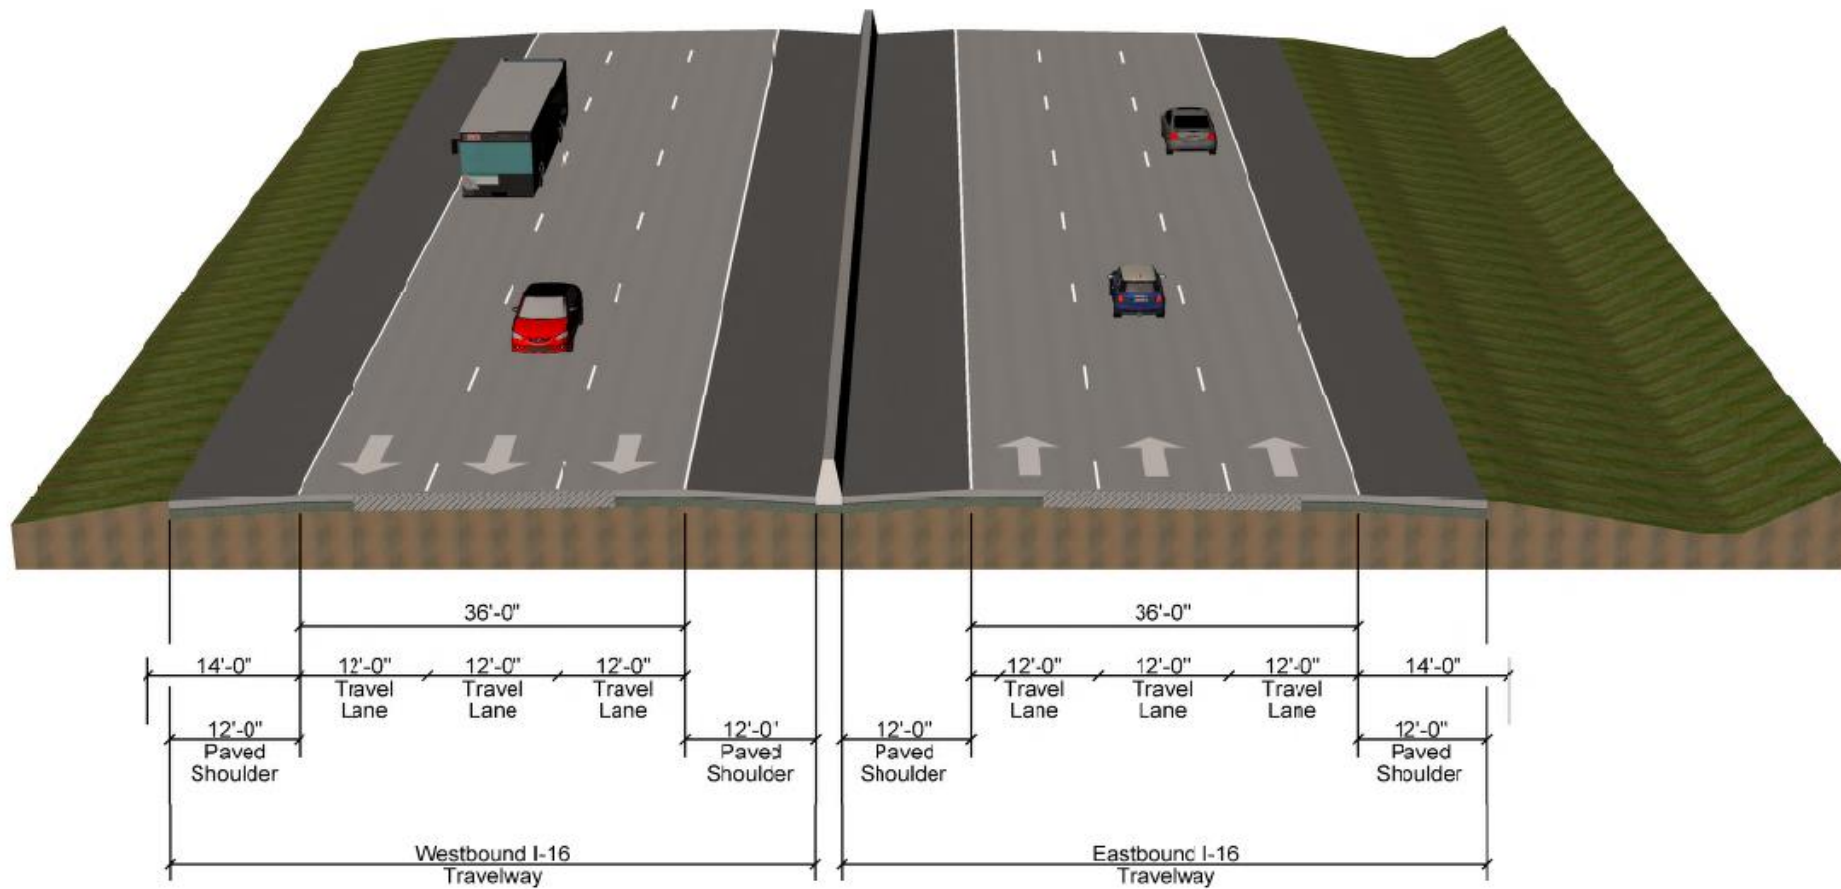 36'-0"
36'-0"
14'-0"
12'-0"
12'-0"
12'-0"
12'-0"
12'-0"
12'-0"
14'-0"
Travel
Lane
Travel
Lane
Travel
Lane
Travel
Lane
Travel
Lane
Travel
Lane
12'-0"
Paved
Shoulder
12'-0'
Paved
Shoulder
12'-0"
Paved
Shoulder
12'-0"
Paved
Shoulder
Westbound I-16
Travelway
Eastbound I-16
Travelway